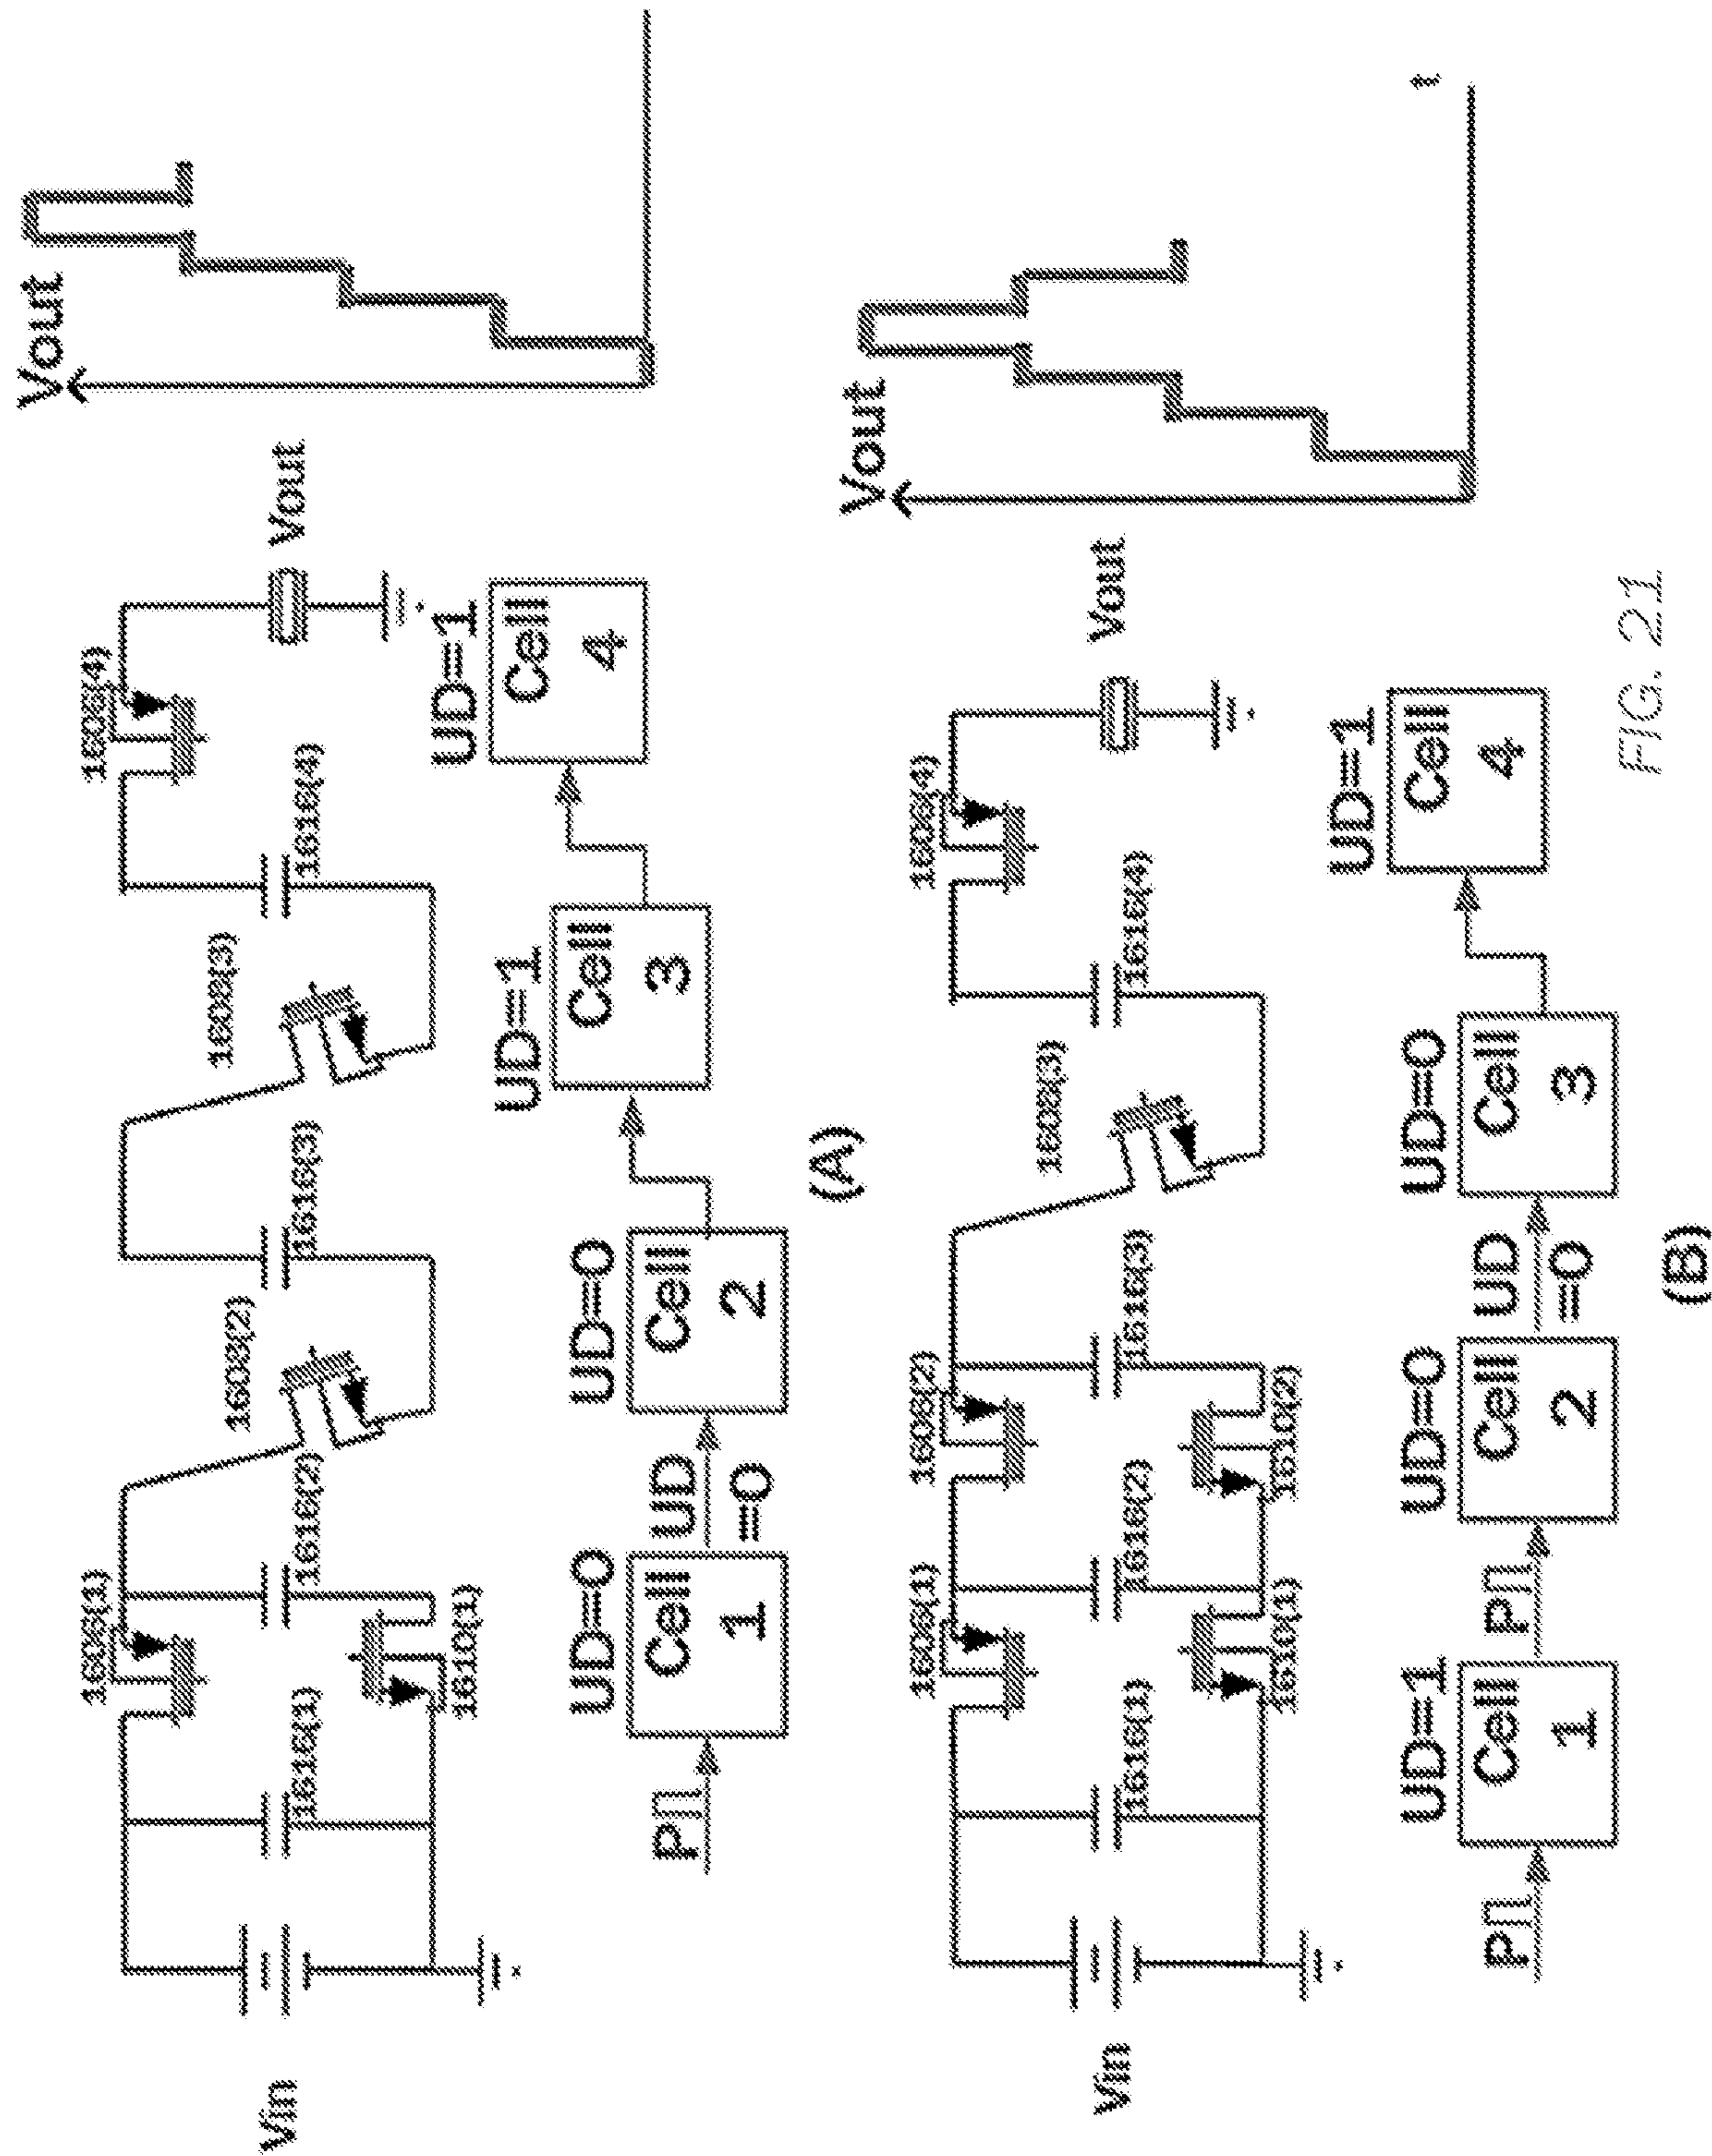 Vin
1606(1)
1606(4)
1616(1)
1616(2)
1608(2)
1616(3)
1608(3)
1616(4)
Vout
Vout
1610(1)
UD=0
UD=0
UD=1
UD=1
P
Cell
1
UD
=0
Cell
2
Cell
3
Cell
4
(A)
Vin
1606(1)
1606(2)
1606(4)
1616(1)
1616(2)
1616(3)
1608(3)
1616(4)
Vout
Vout
t
1610(1)
1610(2)
UD=1
UD=0
UD=0
UD=1
P
Cell
1
P
Cell
2
UD
=0
Cell
3
Cell
4
(B)
FIG. 21